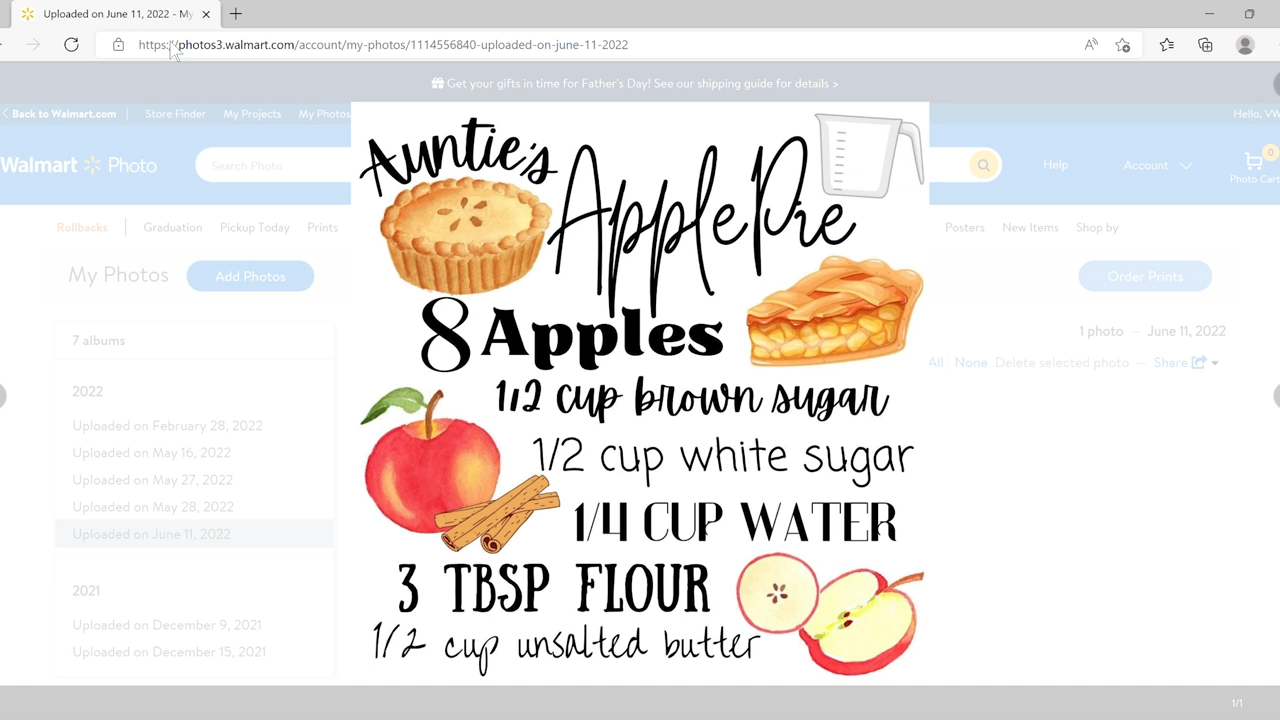 Uploaded on June 11, 2022 - My
https://photos3.walmart.com/account/my-photos/1114556840-uploaded-on-june-11-2022
Get your gifts in time for Father's Day! See our shipping guide for details >
Back to Walmart.com | Store Finder My Projects My Photos
Hello, VW
Walmart Photo
Search Photo
Help
Account
0
Photo Cart
Rollbacks | Graduation Pickup Today Prints
Posters New Items Shop by
My Photos
Add Photos
Order Prints
7 albums
1 photo — June 11, 2022
All | None Delete selected photo — Share
2022
Uploaded on February 28, 2022
Uploaded on May 16, 2022
Uploaded on May 27, 2022
Uploaded on May 28, 2022
Uploaded on June 11, 2022
2021
Uploaded on December 9, 2021
Uploaded on December 15, 2021
Auntie's
Apple Pie
8 Apples
1/2 cup brown sugar
1/2 cup white sugar
1/4 CUP WATER
3 TBSP FLOUR
1/2 cup unsalted butter
1/1